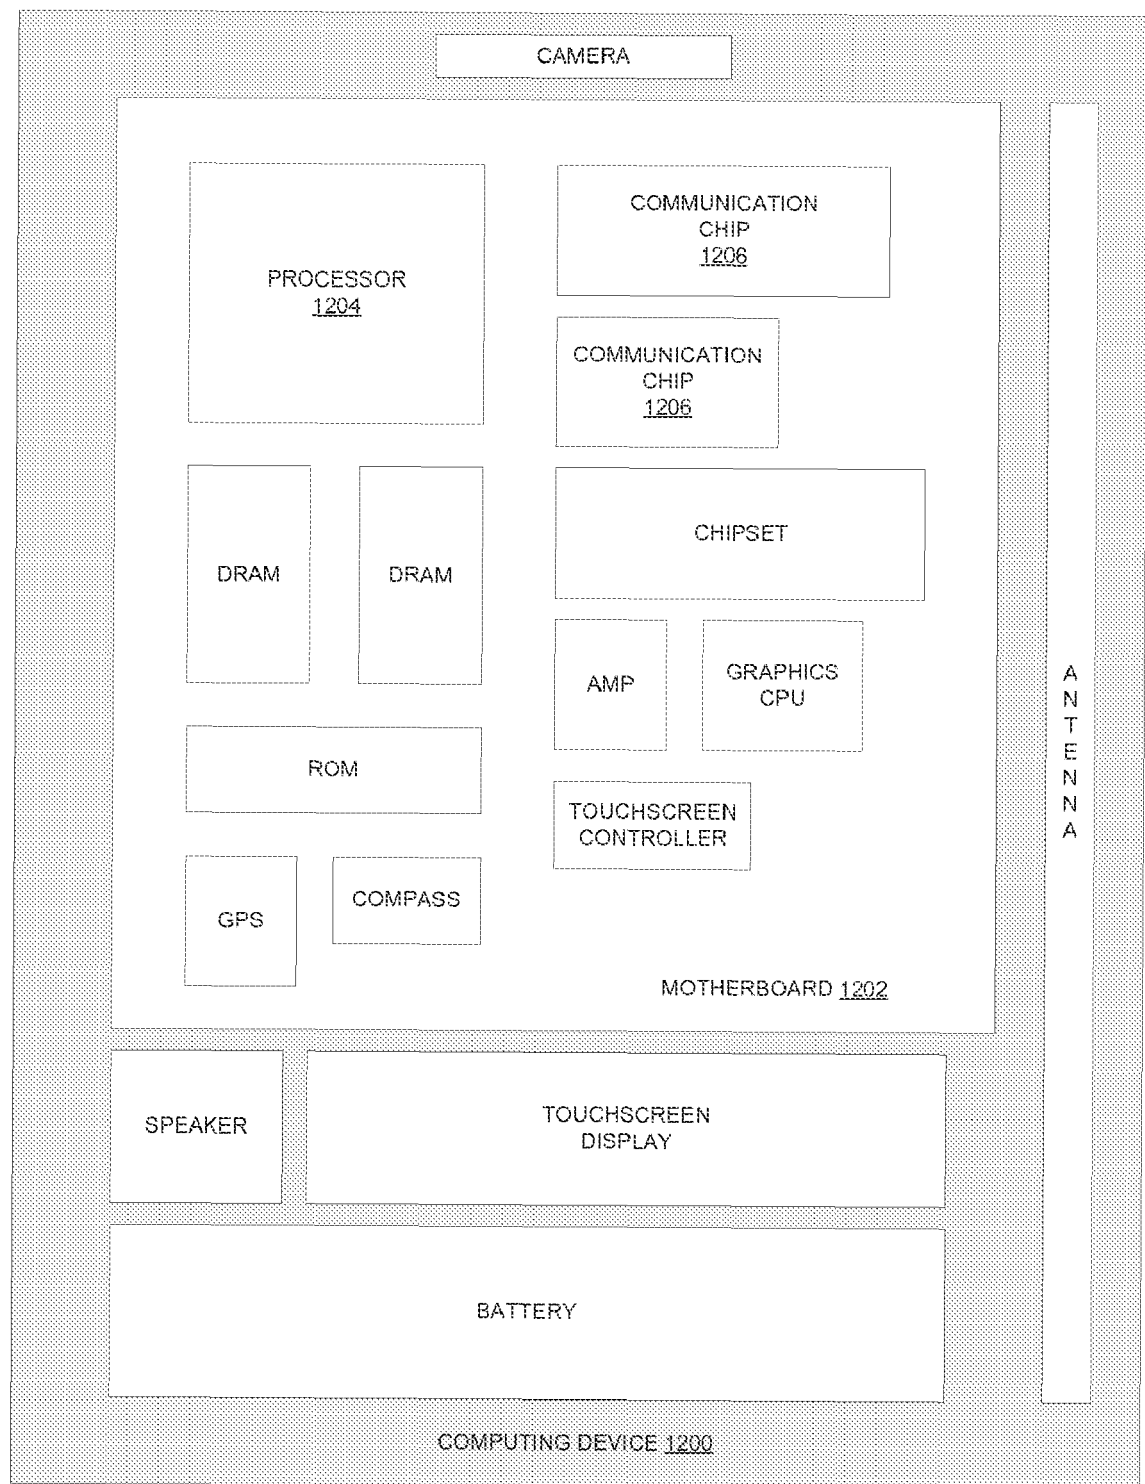 CAMERA
PROCESSOR
1204
COMMUNICATION
CHIP
1206
COMMUNICATION
CHIP
1206
DRAM
DRAM
CHIPSET
AMP
GRAPHICS
CPU
ROM
TOUCHSCREEN
CONTROLLER
GPS
COMPASS
MOTHERBOARD 1202
ANTENNA
SPEAKER
TOUCHSCREEN
DISPLAY
BATTERY
COMPUTING DEVICE 1200